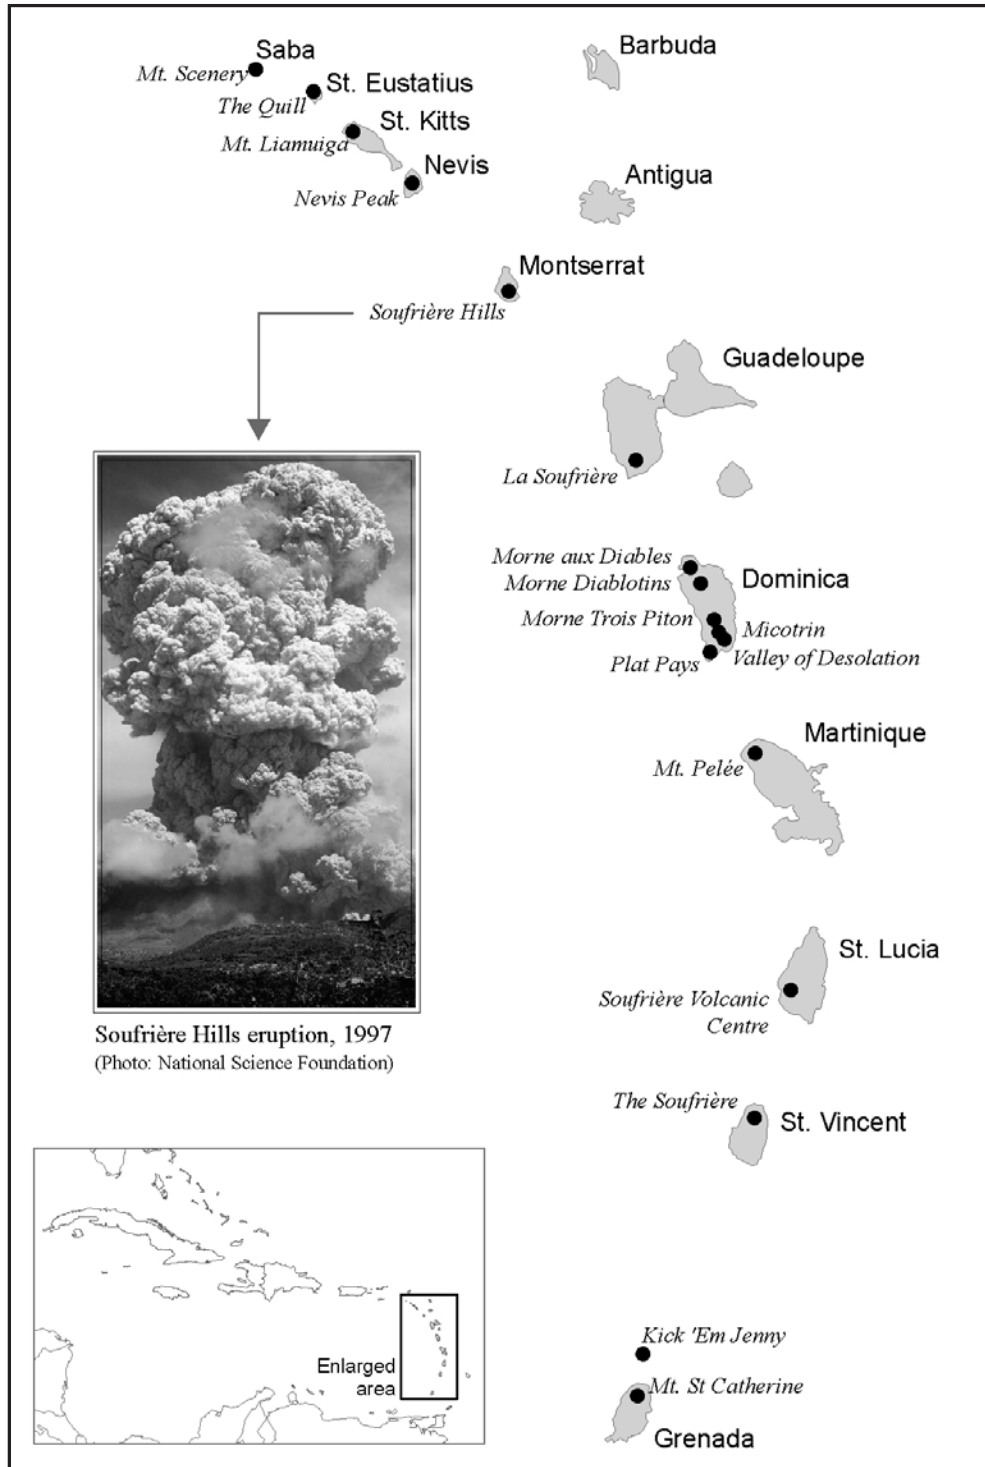 Saba
Mt. Scenery
St. Eustatius
The Quill
St. Kitts
Mt. Liamuiga
Nevis
Nevis Peak
Barbuda
Antigua
Montserrat
Soufrière Hills
Guadeloupe
La Soufrière
Morne aux Diables
Morne Diablotins
Dominica
Morne Trois Piton
Micotrin
Plat Pays
Valley of Desolation
Martinique
Mt. Pelée
St. Lucia
Soufrière Volcanic
Centre
Soufrière Hills eruption, 1997
(Photo: National Science Foundation)
The Soufrière
St. Vincent
Kick 'Em Jenny
Mt. St Catherine
Grenada
Enlarged
area